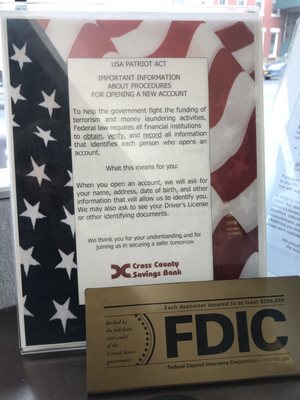 USA PATRIOT ACT
IMPORTANT INFORMATION
ABOUT PROCEDURES
FOR OPENING A NEW ACCOUNT
To help the government fight the funding of
terrorism and money laundering activities,
Federal law requires all financial institutions
to obtain, verify, and record all information
that identifies each person who opens an
account.
What this means for you:
When you open an account, we will ask for
your name, address, date of birth, and other
information that will allow us to identify you.
We may also ask to see your Driver's License
or other identifying documents.
We thank you for your understanding and for
joining us in securing a safer tomorrow
Cross County
Savings Bank
Each depositor insured to at least $250,000
Backed by
the full faith
and credit
of the
United States
government
FDIC
Federal Deposit Insurance Corporation